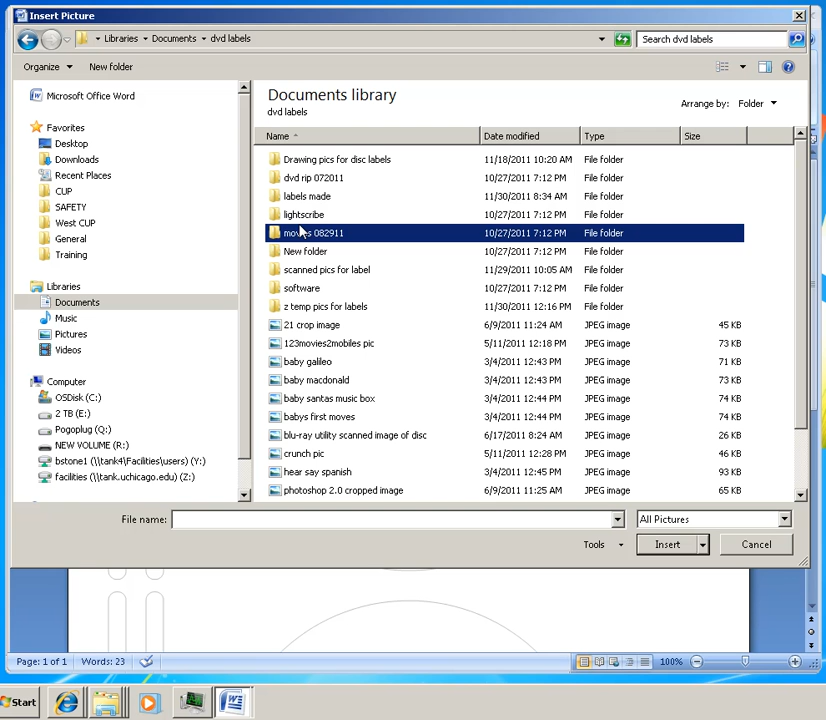 Insert Picture
Libraries Documents dvd labels
Search dvd labels
Organize New folder
Microsoft Office Word
Favorites
Desktop
Downloads
Recent Places
CUP
SAFETY
West CUP
General
Training
Libraries
Documents
Music
Pictures
Videos
Computer
OSDisk (C:)
2 TB (E:)
Pogoplug (Q:)
NEW VOLUME (R:)
bstone1 (\\tank4\Facilities\users) (Y:)
facilities (\\tank.uchicago.edu) (Z:)
Documents library
dvd labels
Arrange by: Folder
Name Date modified Type Size
Drawing pics for disc labels 11/18/2011 10:20 AM File folder
dvd rip 072011 10/27/2011 7:12 PM File folder
labels made 11/30/2011 8:34 AM File folder
lightscribe 10/27/2011 7:12 PM File folder
082911 10/27/2011 7:12 PM File folder
New folder 10/27/2011 7:12 PM File folder
scanned pics for label 11/29/2011 10:05 AM File folder
software 10/27/2011 7:12 PM File folder
z temp pics for labels 11/30/2011 12:16 PM File folder
21 crop image 6/9/2011 11:24 AM JPEG image 45 KB
123movies2mobiles pic 5/11/2011 12:18 PM JPEG image 73 KB
baby galileo 3/4/2011 12:43 PM JPEG image 71 KB
baby macdonald 3/4/2011 12:43 PM JPEG image 73 KB
baby santas music box 3/4/2011 12:44 PM JPEG image 74 KB
babys first moves 3/4/2011 12:44 PM JPEG image 74 KB
blu-ray utility scanned image of disc 6/17/2011 8:24 AM JPEG image 26 KB
crunch pic 5/11/2011 12:28 PM JPEG image 46 KB
hear say spanish 3/4/2011 12:45 PM JPEG image 93 KB
photoshop 2.0 cropped image 6/9/2011 11:25 AM JPEG image 65 KB
File name: All Pictures
Tools Insert Cancel
Page: 1 of 1 Words: 23 100%
Start